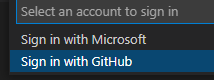 Select an account to sign in
Sign in with Microsoft
Sign in with GitHub